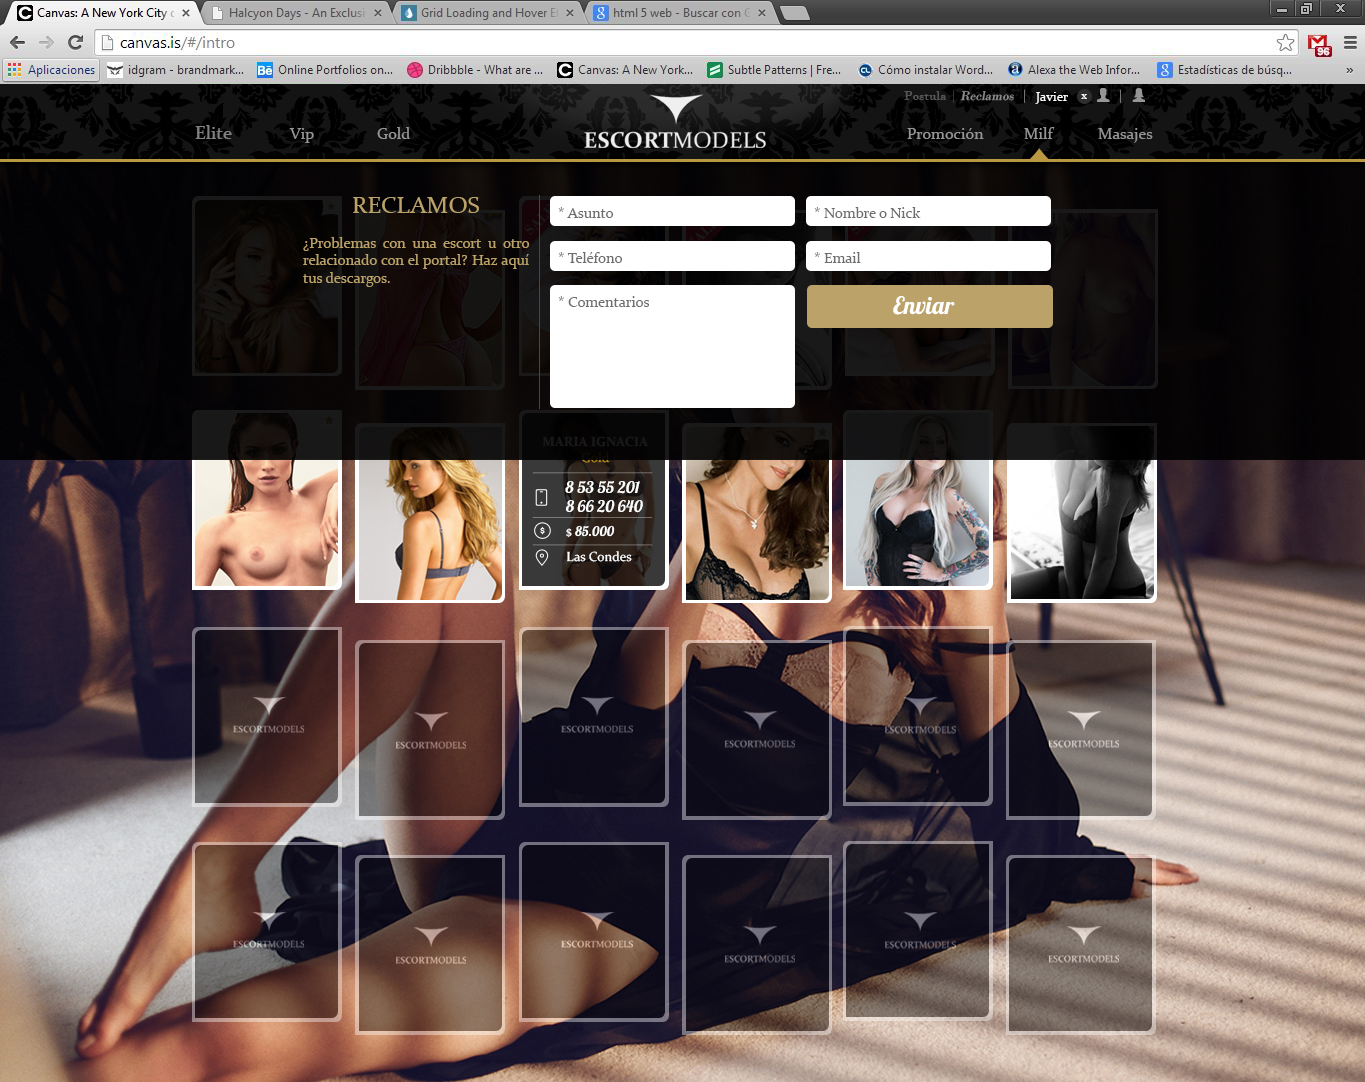 Canvas: A New York City
Halcyon Days - An Exclusi
Grid Loading and Hover E
html 5 web - Buscar con G
canvas.is/#/intro
96
Aplicaciones
idgram - brandmark...
Online Portfolios on...
Dribbble - What are ...
Canvas: A New York...
Subtle Patterns | Fre...
Cómo instalar Word...
Alexa the Web Infor...
Estadísticas de búsq...
»
Postula | Reclamos | Javier x
Elite
Vip
Gold
ESCORTMODELS
Promoción
Milf
Masajes
RECLAMOS
¿Problemas con una escort u otro
relacionado con el portal? Haz aquí
tus descargos.
* Asunto
* Nombre o Nick
* Teléfono
* Email
* Comentarios
Enviar
MARIA IGNACIA
Gold
8 53 55 201
8 66 20 640
$ 85.000
Las Condes
ESCORTMODELS
ESCORTMODELS
ESCORTMODELS
ESCORTMODELS
ESCORTMODELS
ESCORTMODELS
ESCORTMODELS
ESCORTMODELS
ESCORTMODELS
ESCORTMODELS
ESCORTMODELS
ESCORTMODELS